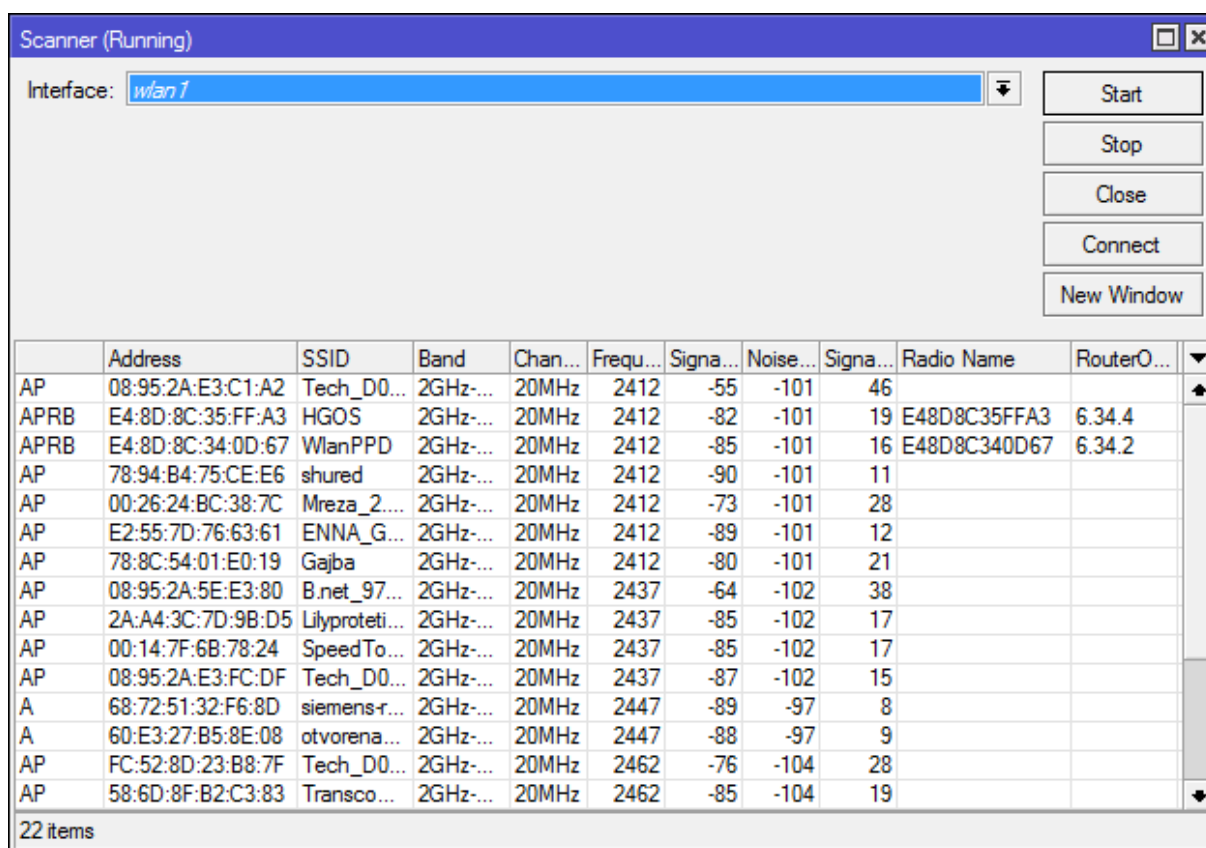 Scanner (Running)
Interface: wlan1
Start
Stop
Close
Connect
New Window
Address SSID Band Chan... Frequ... Signa... Noise... Signa... Radio Name RouterO...
AP 08:95:2A:E3:C1:A2 Tech_D0... 2GHz-... 20MHz 2412 -55 -101 46
APRB E4:8D:8C:35:FF:A3 HGOS 2GHz-... 20MHz 2412 -82 -101 19 E48D8C35FFA3 6.34.4
APRB E4:8D:8C:34:0D:67 WlanPPD 2GHz-... 20MHz 2412 -85 -101 16 E48D8C340D67 6.34.2
AP 78:94:B4:75:CE:E6 shured 2GHz-... 20MHz 2412 -90 -101 11
AP 00:26:24:BC:38:7C Mreza_2.... 2GHz-... 20MHz 2412 -73 -101 28
AP E2:55:7D:76:63:61 ENNA_G... 2GHz-... 20MHz 2412 -89 -101 12
AP 78:8C:54:01:E0:19 Gajba 2GHz-... 20MHz 2412 -80 -101 21
AP 08:95:2A:5E:E3:80 B.net_97... 2GHz-... 20MHz 2437 -64 -102 38
AP 2A:A4:3C:7D:9B:D5 Lilyproteti... 2GHz-... 20MHz 2437 -85 -102 17
AP 00:14:7F:6B:78:24 SpeedTo... 2GHz-... 20MHz 2437 -85 -102 17
AP 08:95:2A:E3:FC:DF Tech_D0... 2GHz-... 20MHz 2437 -87 -102 15
A 68:72:51:32:F6:8D siemens-r... 2GHz-... 20MHz 2447 -89 -97 8
A 60:E3:27:B5:8E:08 otvorena... 2GHz-... 20MHz 2447 -88 -97 9
AP FC:52:8D:23:B8:7F Tech_D0... 2GHz-... 20MHz 2462 -76 -104 28
AP 58:6D:8F:B2:C3:83 Transco... 2GHz-... 20MHz 2462 -85 -104 19
22 items